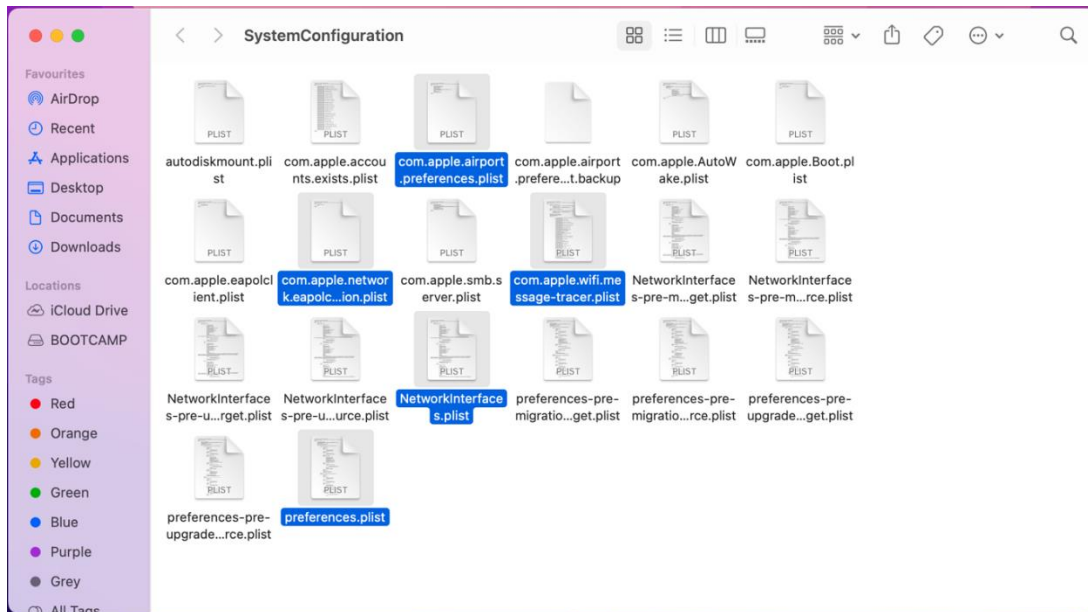 SystemConfiguration
Favourites
AirDrop
Recent
Applications
Desktop
Documents
Downloads
Locations
iCloud Drive
BOOTCAMP
Tags
Red
Orange
Yellow
Green
Blue
Purple
Grey
All Tags
PLIST PLIST PLIST PLIST PLIST
autodiskmount.pli com.apple.accou com.apple.airport com.apple.airport com.apple.AutoW com.apple.Boot.pl
st nts.exists.plist .preferences.plist .prefere...t.backup ake.plist ist
PLIST PLIST PLIST PLIST PLIST PLIST
com.apple.eapolcl com.apple.networ com.apple.smb.s com.apple.wifi.me NetworkInterface NetworkInterface
ient.plist k.eapolc...ion.plist erver.plist ssage-tracer.plist s-pre-m...get.plist s-pre-m...rce.plist
PLIST PLIST PLIST PLIST PLIST PLIST
NetworkInterface NetworkInterface NetworkInterface preferences-pre- preferences-pre- preferences-pre-
s-pre-u...rget.plist s-pre-u...urce.plist s.plist migratio...get.plist migratio...rce.plist upgrade...get.plist
PLIST PLIST
preferences-pre- preferences.plist
upgrade...rce.plist